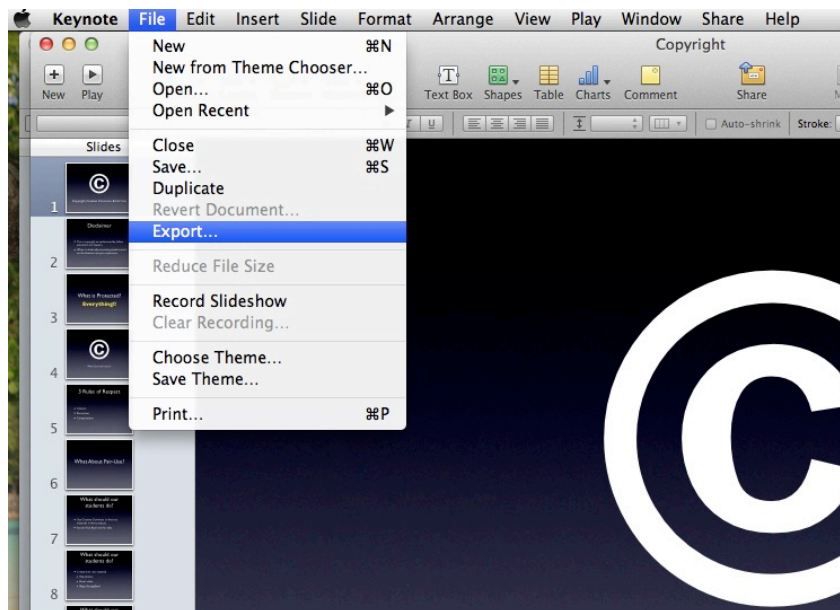 Keynote File Edit Insert Slide Format Arrange View Play Window Share Help
Copyright
New Play Text Box Shapes Table Charts Comment Share
Auto-shrink Stroke:
New ⌘N
New from Theme Chooser...
Open... ⌘O
Open Recent
Close ⌘W
Save... ⌘S
Duplicate
Revert Document...
Export...
Reduce File Size
Record Slideshow
Clear Recording...
Choose Theme...
Save Theme...
Print... ⌘P
Slides
©
1
Disclaimer
2
What is Protected?
Everything!!
3
©
4
3 Rules of Respect
5
What About Fair-Use?
6
What should our
students do?
7
What should our
students do?
8
What should our
©